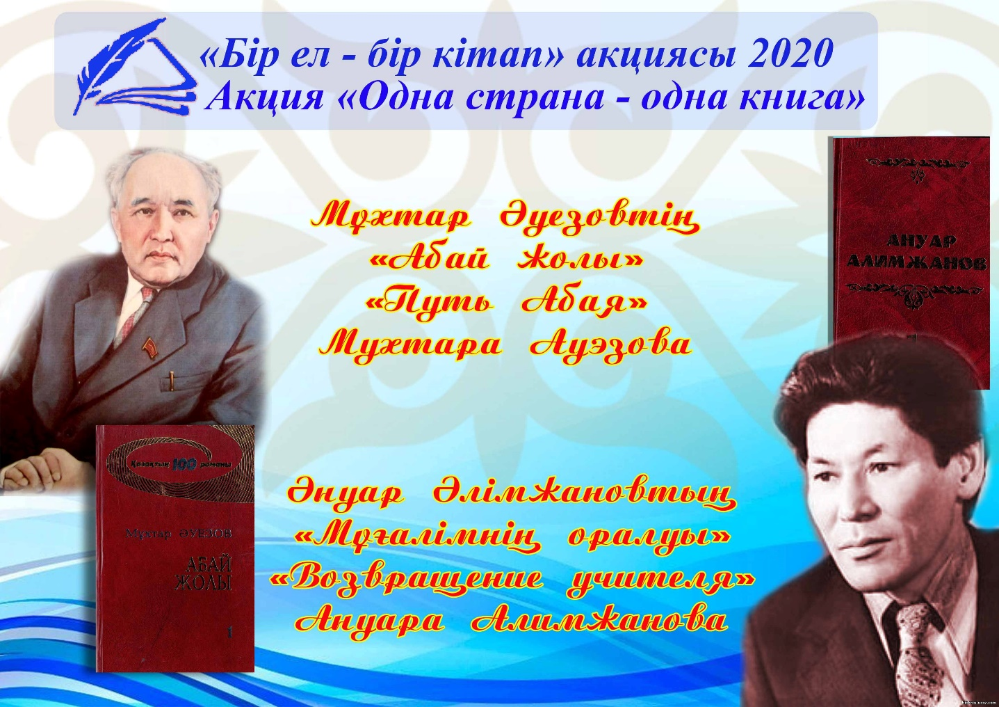 «Бір ел - бір кітап» акциясы 2020
Акция «Одна страна - одна книга»
Мұхтар Әуезовтің
«Абай жолы»
«Путь Абая»
Мухтара Ауэзова
АНУАР
АЛИМЖАНОВ
Қазақтың 100 романы
Мұхтар ӘУЕЗОВ
АБАЙ
ЖОЛЫ
1
Әнуар Әлімжановтың
«Мұғалімнің оралуы»
«Возвращение учителя»
Ануара Алимжанова